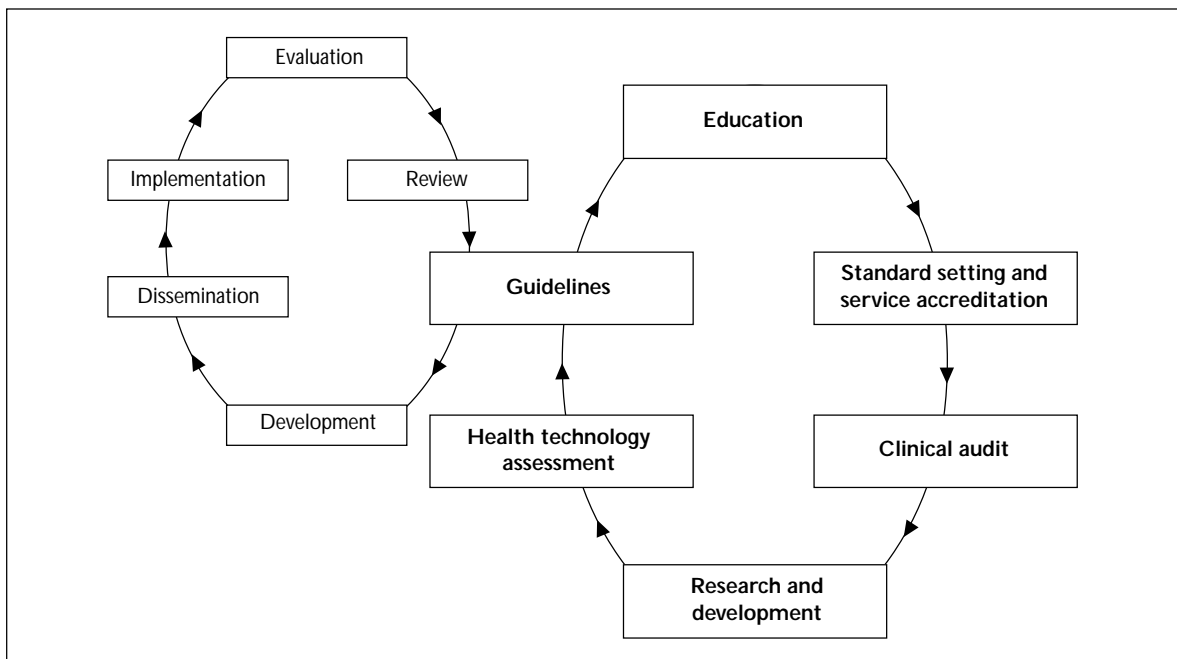 Evaluation
Education
Implementation
Review
Guidelines
Standard setting and
service accreditation
Dissemination
Development
Health technology
assessment
Clinical audit
Research and
development